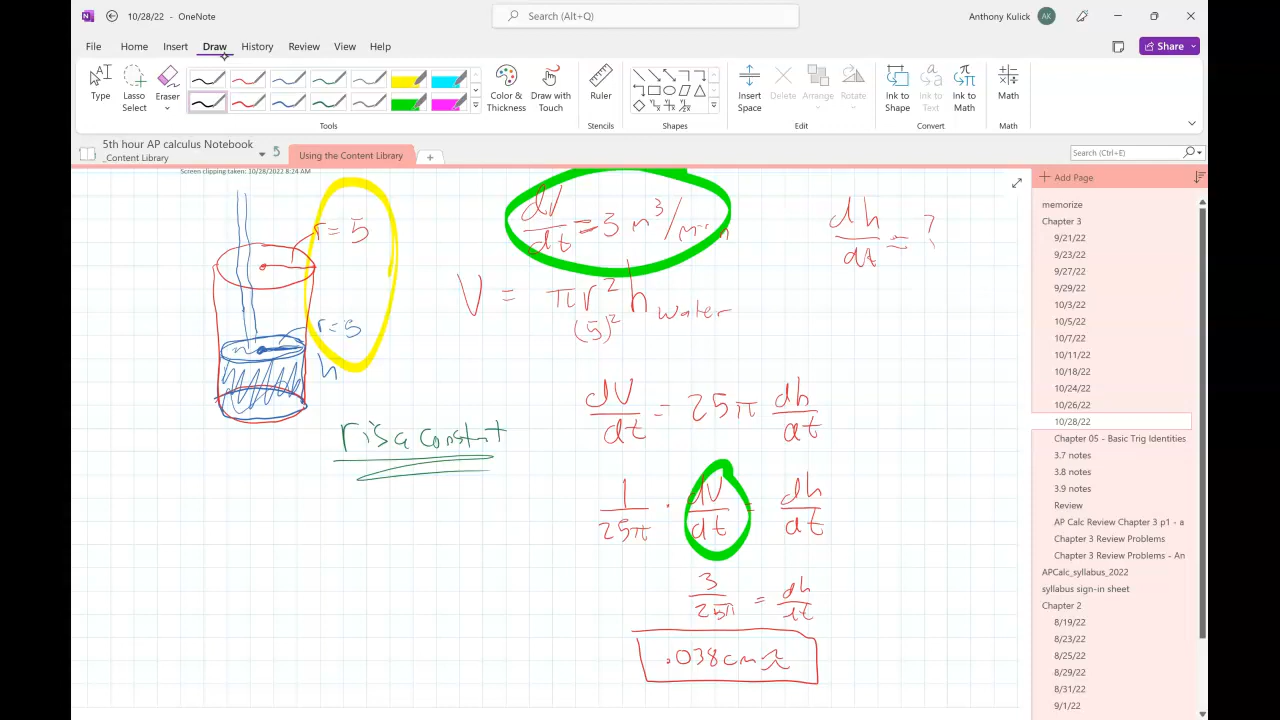 10/28/22 - OneNote
Search (Alt+Q)
Anthony Kulick
AK
File Home Insert Draw History Review View Help
Share
Type
Lasso Select
Eraser
Color & Thickness
Draw with Touch
Ruler
Insert Space
Delete
Arrange
Rotate
Ink to Shape
Ink to Text
Ink to Math
Math
Tools
Stencils
Shapes
Edit
Convert
Math
5th hour AP calculus Notebook
_Content Library
Using the Content Library
Search (Ctrl+E)
Screen clipping taken: 10/28/2022 8:24 AM
r = 5
r = 5
h
r is a constant
dV/dt = 3 m³/min
dh/dt = ?
V = πr²h water
(5)²
dV/dt = 25π dh/dt
1/25π · dV/dt = dh/dt
3/25π = dh/dt
Add Page
memorize
Chapter 3
9/21/22
9/23/22
9/27/22
9/29/22
10/3/22
10/5/22
10/7/22
10/11/22
10/18/22
10/24/22
10/26/22
10/28/22
Chapter 05 - Basic Trig Identities
3.7 notes
3.8 notes
3.9 notes
Review
AP Calc Review Chapter 3 p1 - a
Chapter 3 Review Problems
Chapter 3 Review Problems - An
APCalc_syllabus_2022
syllabus sign-in sheet
Chapter 2
8/19/22
8/23/22
8/25/22
8/29/22
8/31/22
9/1/22